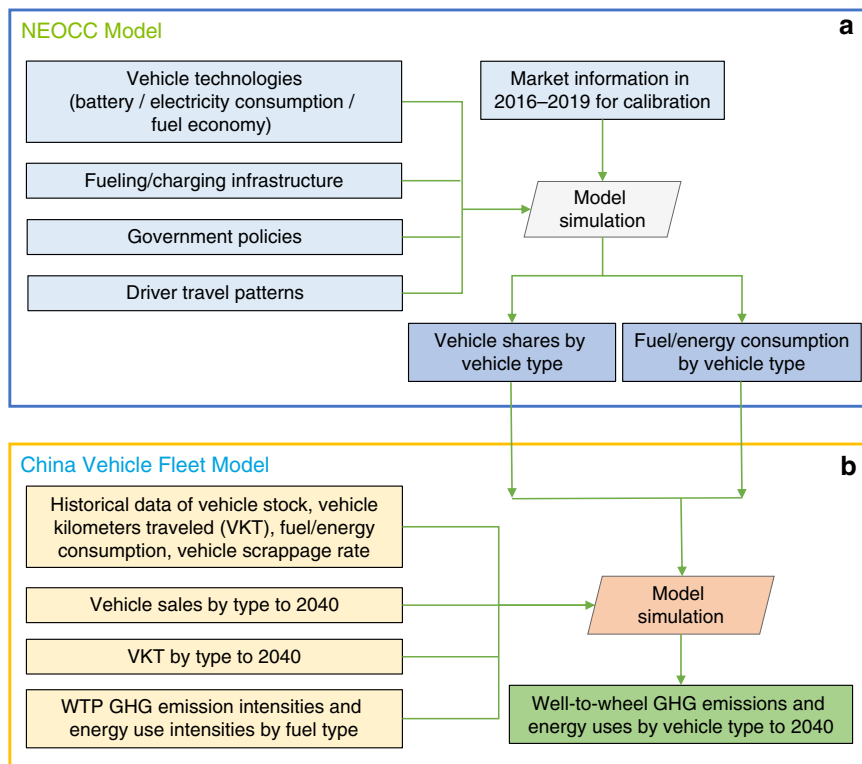 NEOCC Model
a
Vehicle technologies
(battery / electricity consumption /
fuel economy)
Market information in
2016–2019 for calibration
Fueling/charging infrastructure
Model
simulation
Government policies
Driver travel patterns
Vehicle shares by
vehicle type
Fuel/energy consumption
by vehicle type
China Vehicle Fleet Model
b
Historical data of vehicle stock, vehicle
kilometers traveled (VKT), fuel/energy
consumption, vehicle scrappage rate
Vehicle sales by type to 2040
Model
simulation
VKT by type to 2040
WTP GHG emission intensities and
energy use intensities by fuel type
Well-to-wheel GHG emissions and
energy uses by vehicle type to 2040